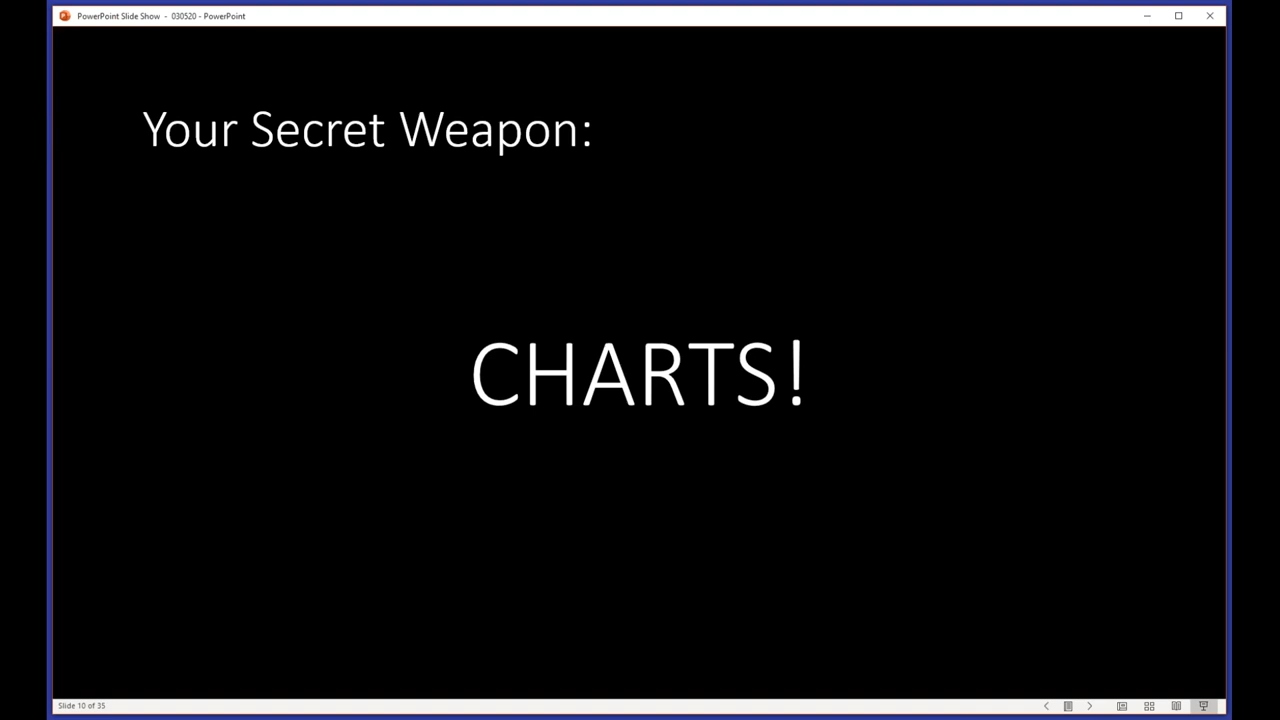 PowerPoint Slide Show - 030520 - PowerPoint
Your Secret Weapon:
CHARTS!
Slide 10 of 35